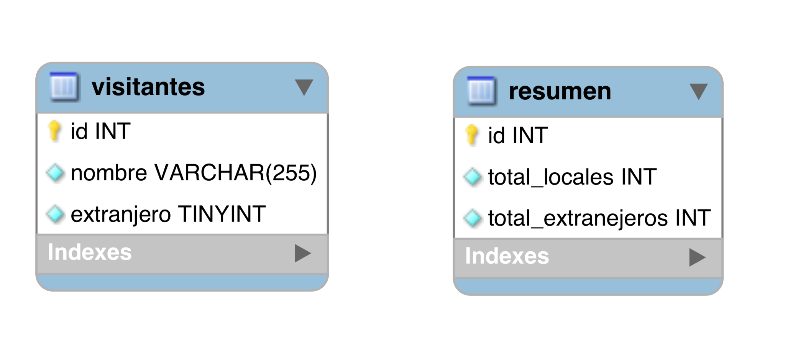 visitantes
id INT
nombre VARCHAR(255)
extranjero TINYINT
Indexes
resumen
id INT
total_locales INT
total_extranejeros INT
Indexes